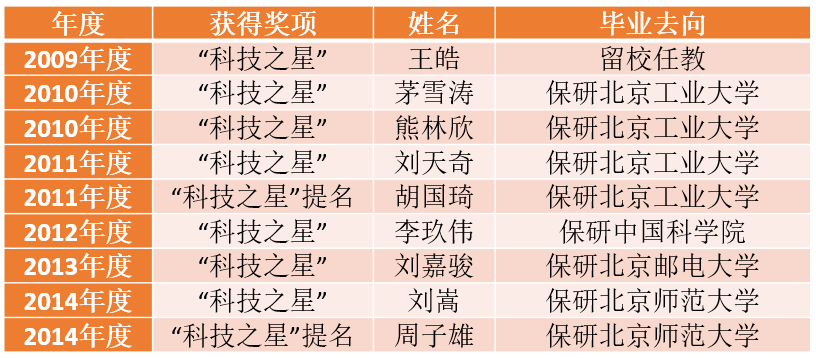 年度 获得奖项 姓名 毕业去向
2009年度 “科技之星” 王皓 留校任教
2010年度 “科技之星” 茅雪涛 保研北京工业大学
2010年度 “科技之星” 熊林欣 保研北京工业大学
2011年度 “科技之星” 刘天奇 保研北京工业大学
2011年度 “科技之星”提名 胡国琦 保研北京工业大学
2012年度 “科技之星” 李玖伟 保研中国科学院
2013年度 “科技之星” 刘嘉骏 保研北京邮电大学
2014年度 “科技之星” 刘嵩 保研北京师范大学
2014年度 “科技之星”提名 周子雄 保研北京师范大学